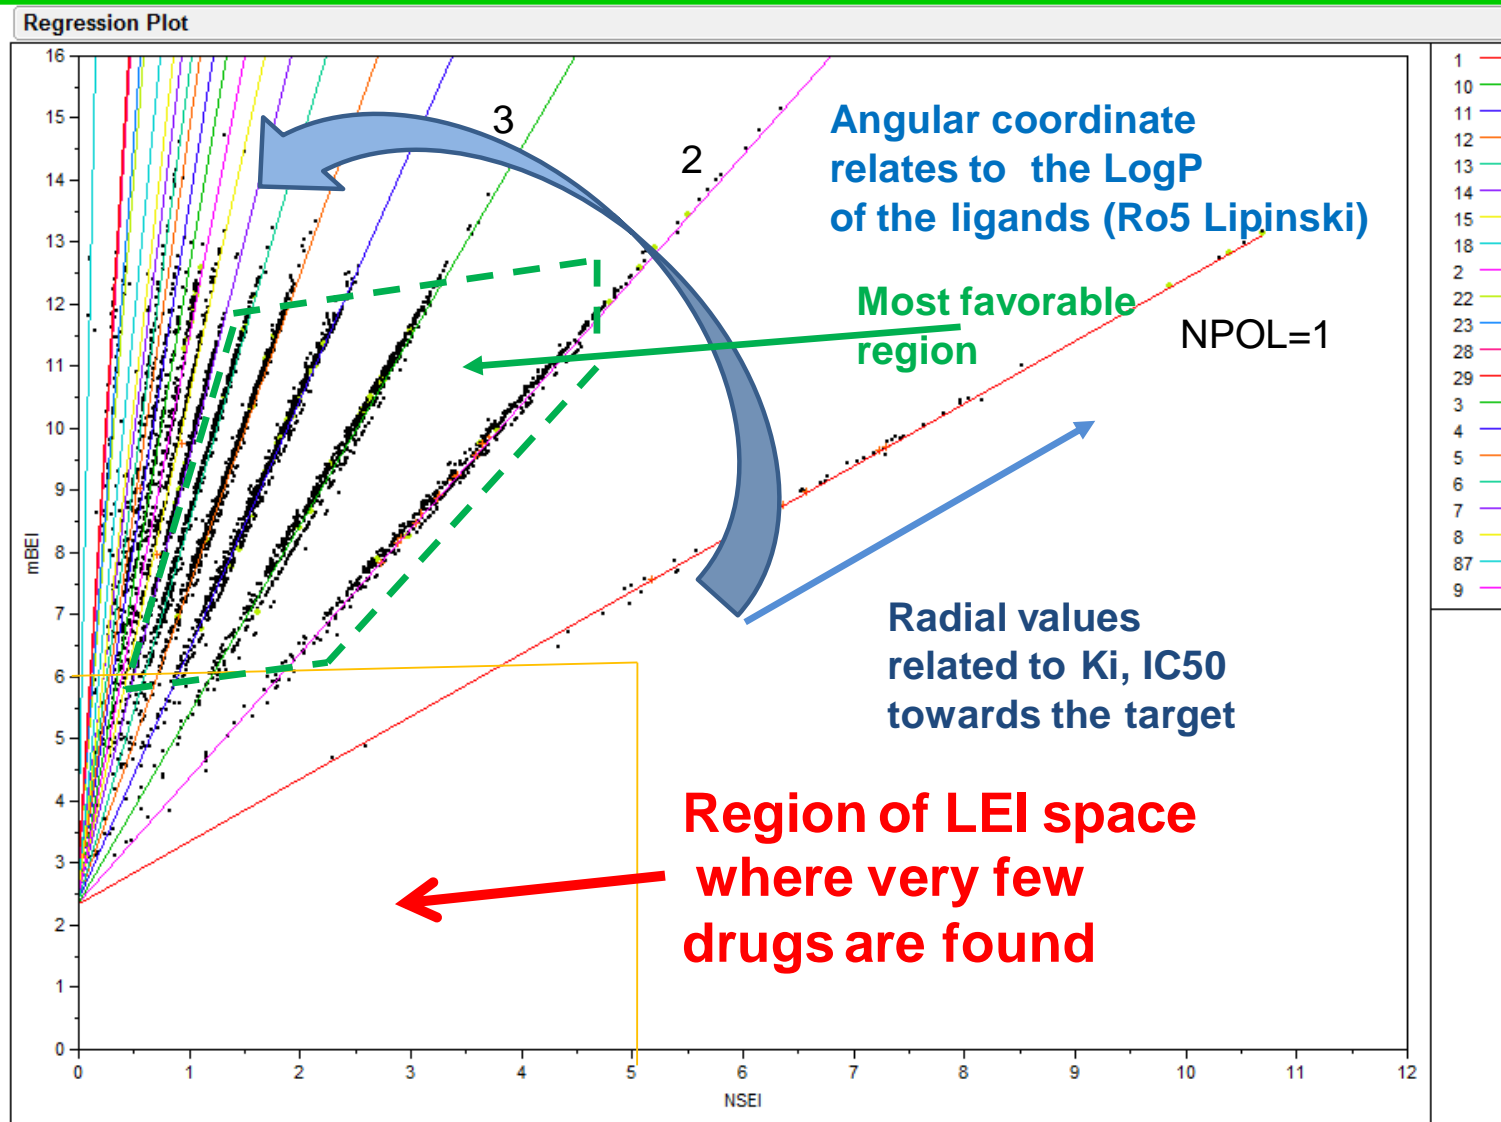 Regression Plot
16
15
14
13
12
11
10
9
8
7
6
5
4
3
2
1
0
mBEI
0 1 2 3 4 5 6 7 8 9 10 11 12
NSEI
3
2
NPOL=1
Angular coordinate
relates to the LogP
of the ligands (Ro5 Lipinski)
Most favorable
region
Radial values
related to Ki, IC50
towards the target
Region of LEI space
where very few
drugs are found
1
10
11
12
13
14
15
18
2
22
23
28
29
3
4
5
6
7
8
87
9